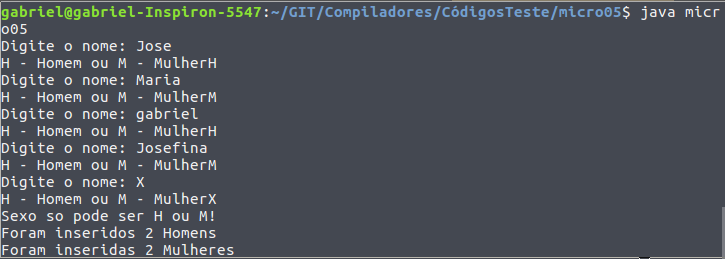 gabriel@gabriel-Inspiron-5547:~/GIT/Compiladores/CódigosTeste/micro05$ java micr
o05
Digite o nome: Jose
H - Homem ou M - MulherH
Digite o nome: Maria
H - Homem ou M - MulherM
Digite o nome: gabriel
H - Homem ou M - MulherH
Digite o nome: Josefina
H - Homem ou M - MulherM
Digite o nome: X
H - Homem ou M - MulherX
Sexo so pode ser H ou M!
Foram inseridos 2 Homens
Foram inseridas 2 Mulheres